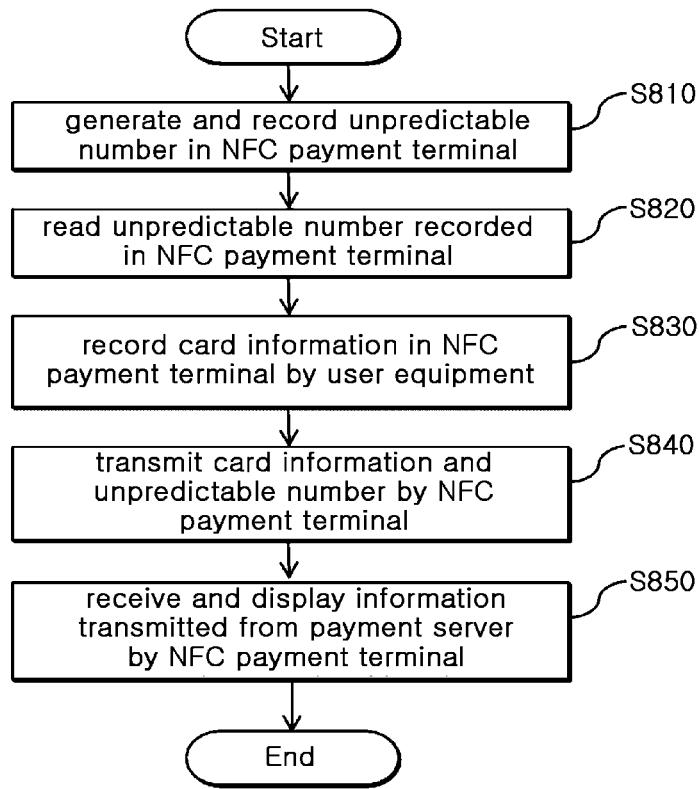 Start
S810
generate and record unpredictable
number in NFC payment terminal
S820
read unpredictable number recorded
in NFC payment terminal
S830
record card information in NFC
payment terminal by user equipment
S840
transmit card information and
unpredictable number by NFC
payment terminal
S850
receive and display information
transmitted from payment server
by NFC payment terminal
End